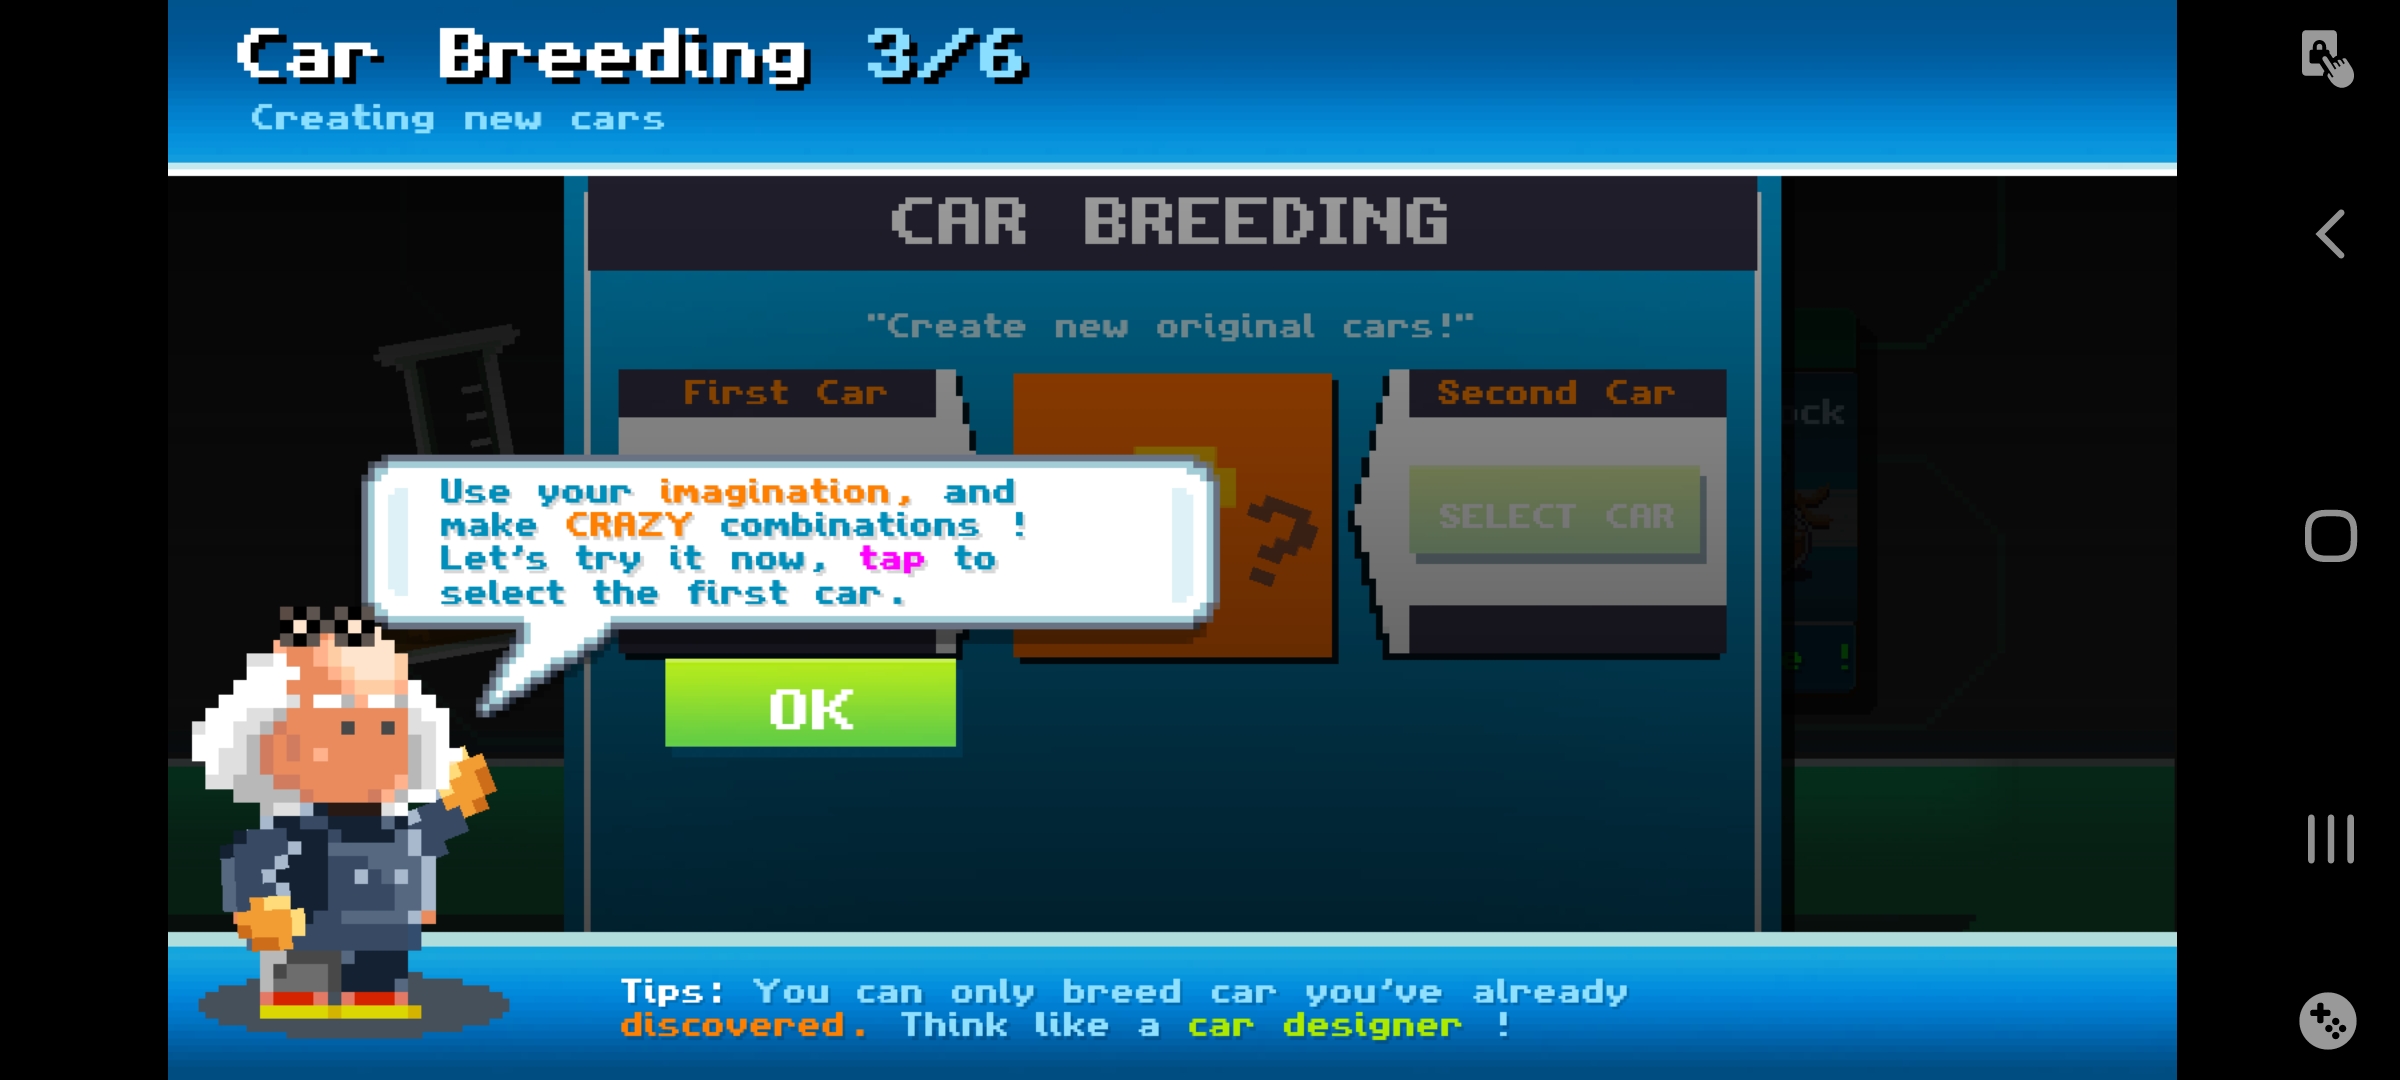 Car Breeding 3/6
Creating new cars
CAR BREEDING
"Create new original cars!"
First Car
Second Car
SELECT CAR
Use your imagination, and
make CRAZY combinations !
Let's try it now, tap to
select the first car.
OK
Tips: You can only breed car you've already
discovered. Think like a car designer !